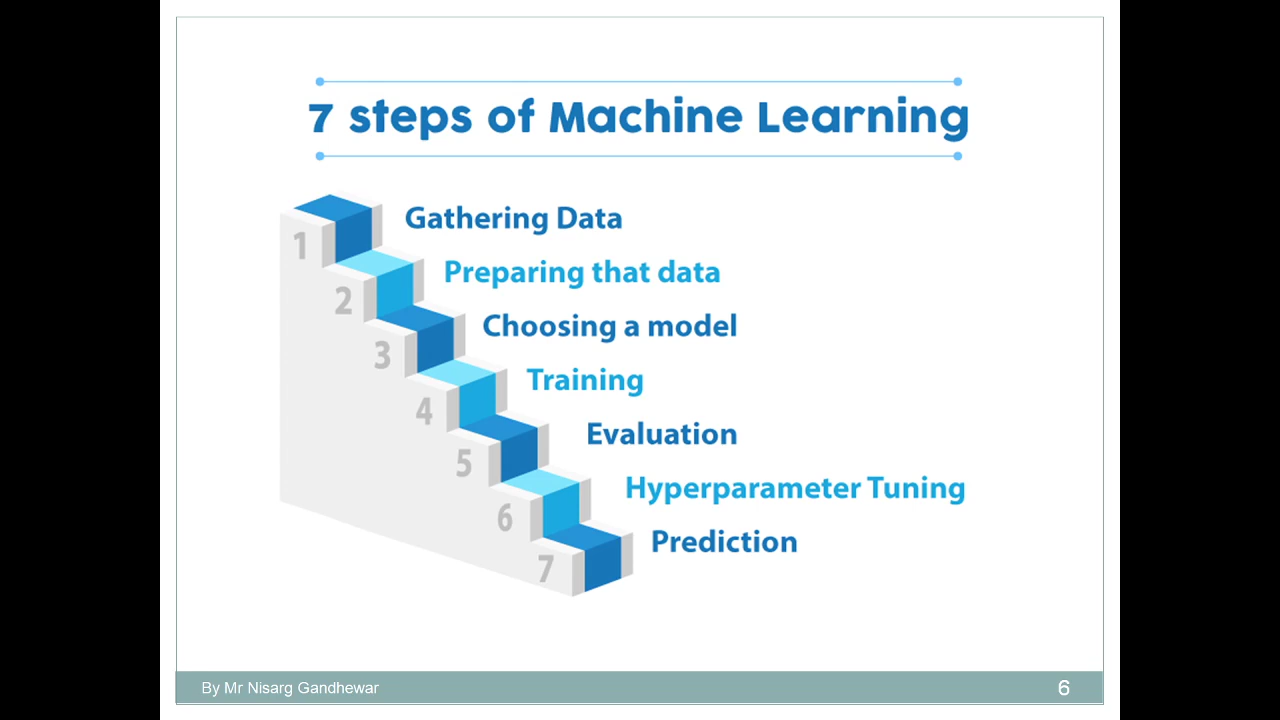 7 steps of Machine Learning
1 Gathering Data
2 Preparing that data
3 Choosing a model
4 Training
5 Evaluation
6 Hyperparameter Tuning
7 Prediction
By Mr Nisarg Gandhewar 6